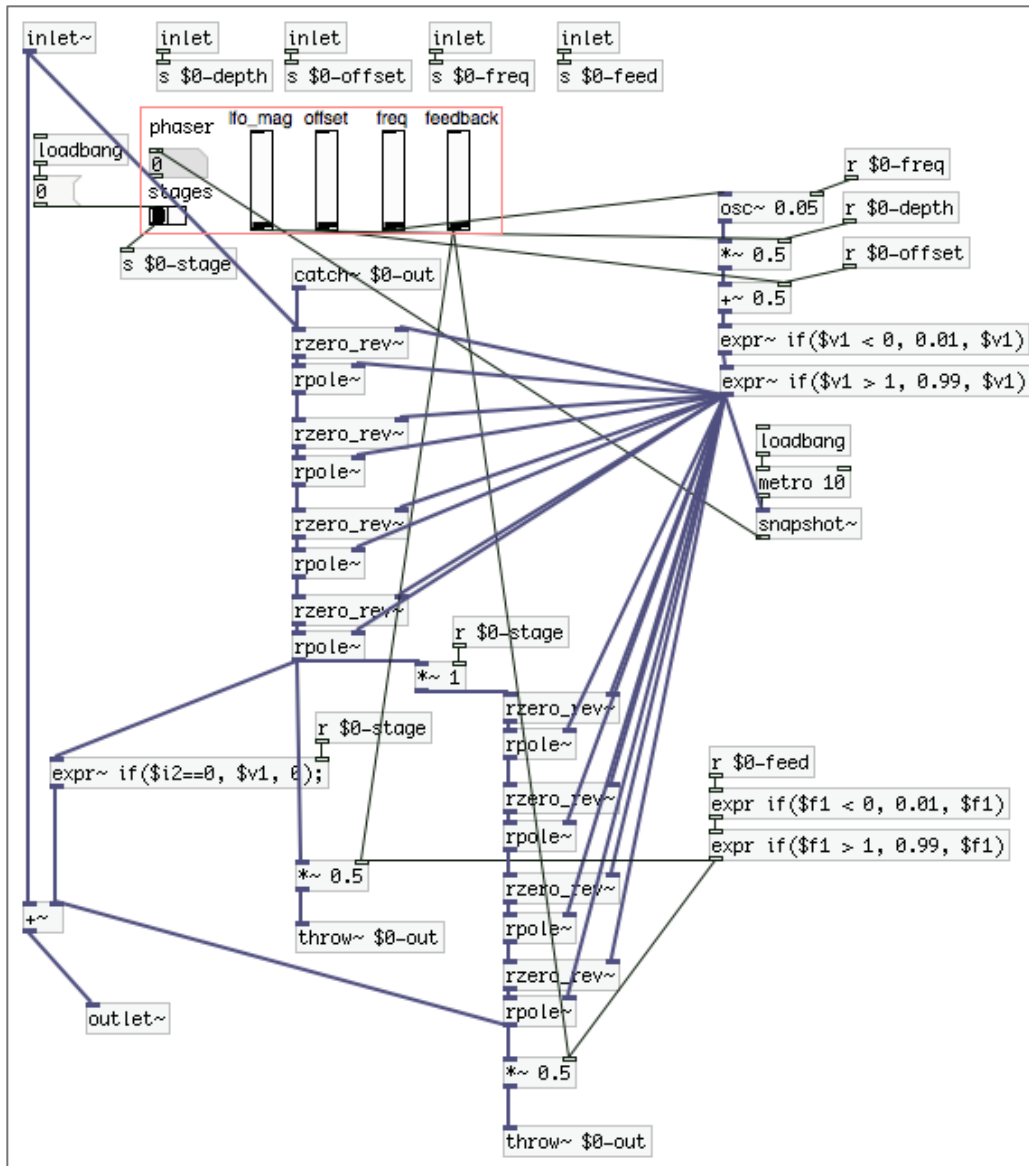 inlet~
inlet
inlet
inlet
inlet
s $0-depth
s $0-offset
s $0-freq
s $0-feed
phaser
lfo_mag
offset
freq
feedback
loadbang
0
0
stages
s $0-stage
r $0-freq
osc~ 0.05
r $0-depth
*~ 0.5
r $0-offset
+~ 0.5
catch~ $0-out
rzero_rev~
expr~ if($v1 < 0, 0.01, $v1)
rpole~
expr~ if($v1 > 1, 0.99, $v1)
rzero_rev~
loadbang
rpole~
metro 10
rzero_rev~
snapshot~
rpole~
rzero_rev~
rpole~
r $0-stage
*~ 1
rzero_rev~
r $0-stage
rpole~
expr~ if($i2==0, $v1, 0);
r $0-feed
rzero_rev~
expr if($f1 < 0, 0.01, $f1)
rpole~
expr if($f1 > 1, 0.99, $f1)
*~ 0.5
rzero_rev~
+~
rpole~
throw~ $0-out
rzero_rev~
rpole~
outlet~
*~ 0.5
throw~ $0-out